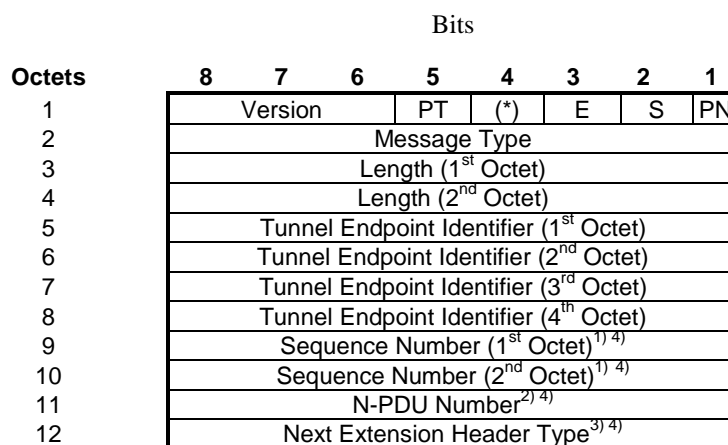 Bits
Octets 8 7 6 5 4 3 2 1
1 Version PT (*) E S PN
2 Message Type
3 Length (1st Octet)
4 Length (2nd Octet)
5 Tunnel Endpoint Identifier (1st Octet)
6 Tunnel Endpoint Identifier (2nd Octet)
7 Tunnel Endpoint Identifier (3rd Octet)
8 Tunnel Endpoint Identifier (4th Octet)
9 Sequence Number (1st Octet)1) 4)
10 Sequence Number (2nd Octet)1) 4)
11 N-PDU Number2) 4)
12 Next Extension Header Type3) 4)